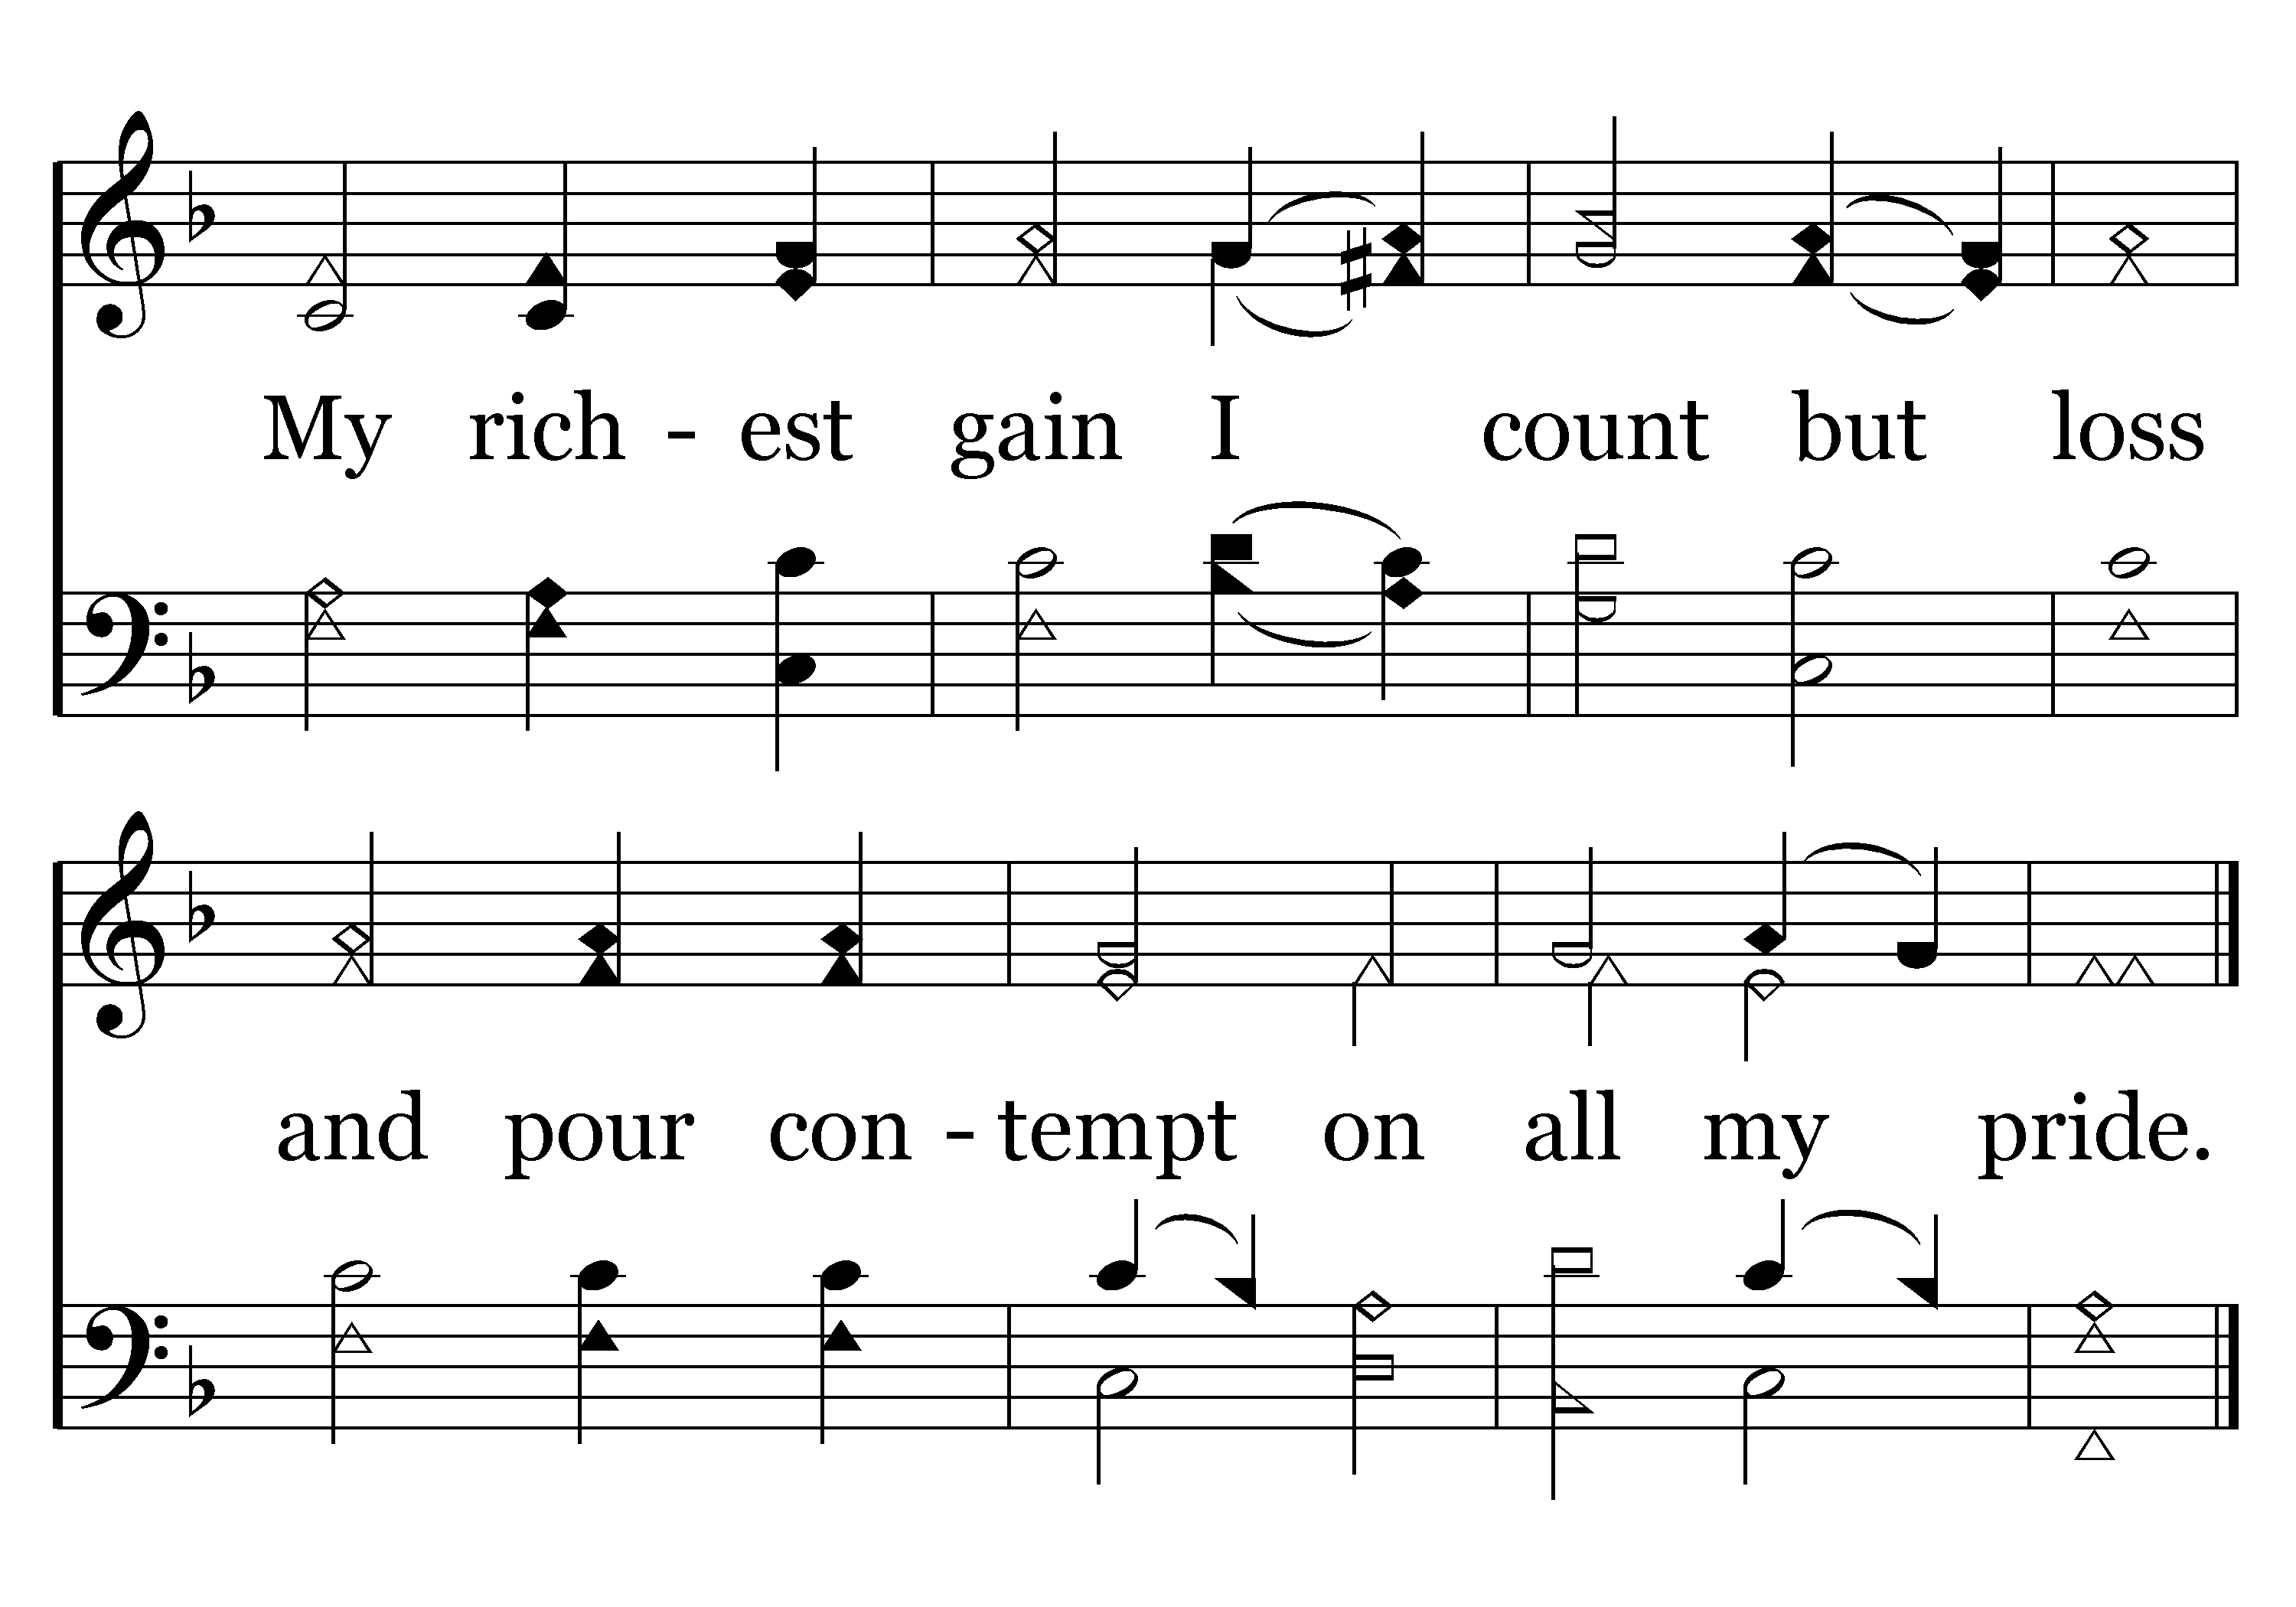 My rich - est gain I count but loss
and pour con - tempt on all my pride.